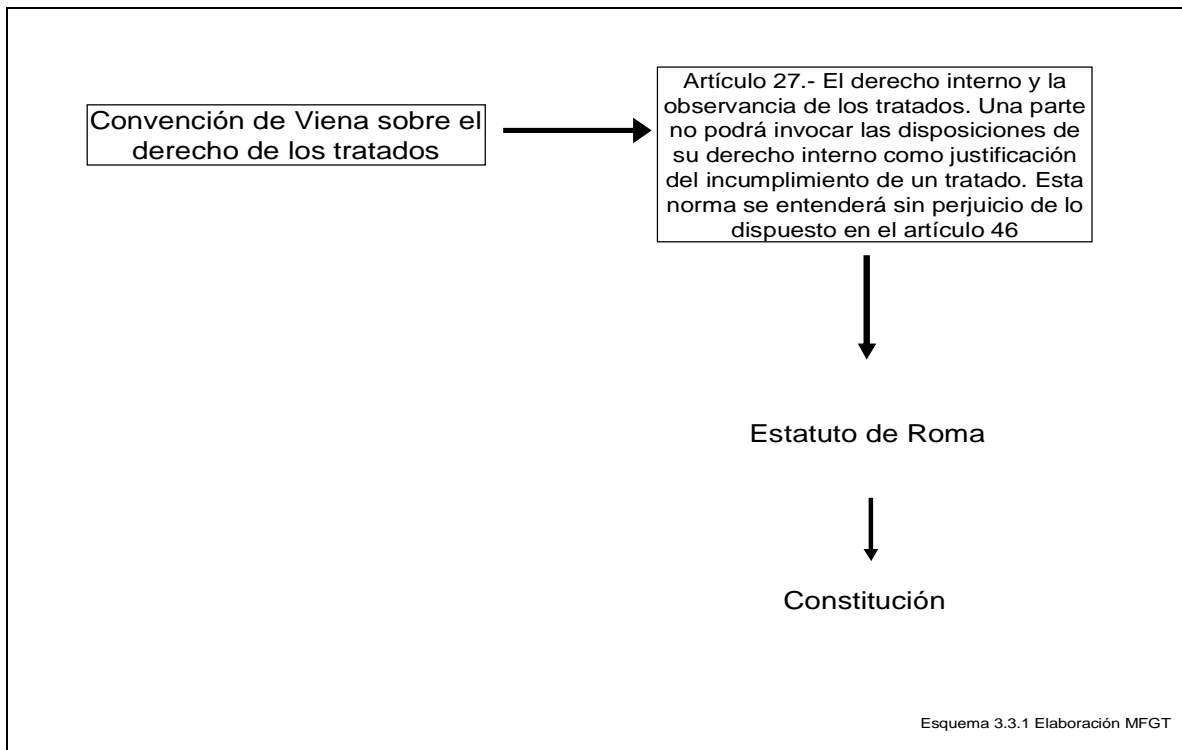 Convención de Viena sobre el
derecho de los tratados
Artículo 27.- El derecho interno y la
observancia de los tratados. Una parte
no podrá invocar las disposiciones de
su derecho interno como justificación
del incumplimiento de un tratado. Esta
norma se entenderá sin perjuicio de lo
dispuesto en el artículo 46
Estatuto de Roma
Constitución
Esquema 3.3.1 Elaboración MFGT